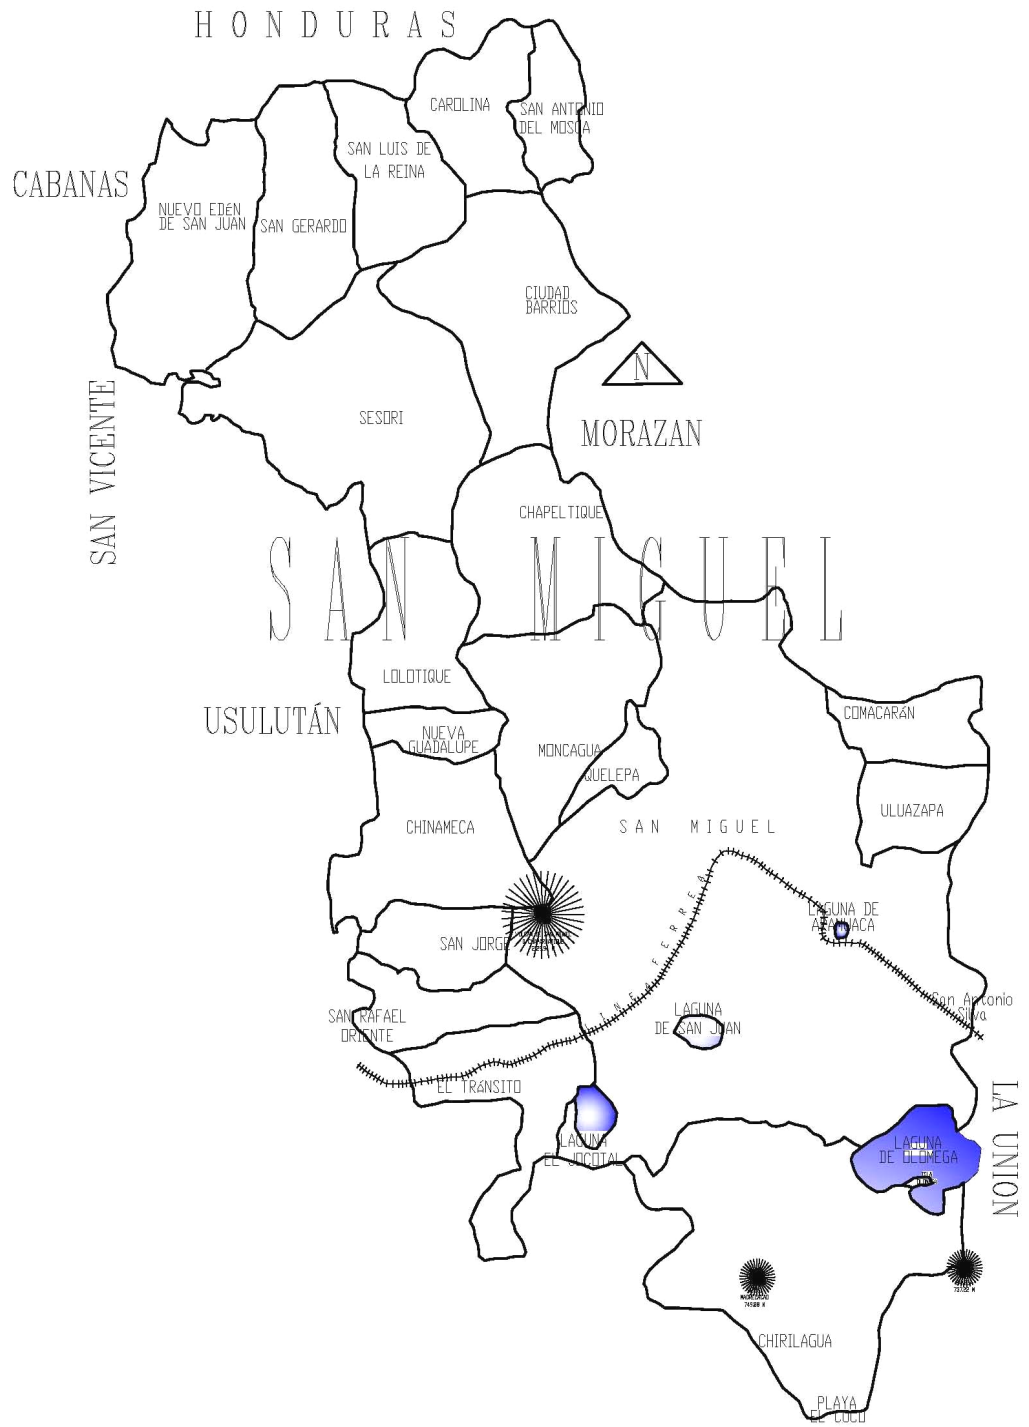 HONDURAS
CAROLINA
SAN ANTONIO
DEL MOSCA
SAN LUIS DE
LA REINA
CABANAS
NUEVO EDéN
DE SAN JUAN
SAN GERARDO
CIUDAD
BARRIOS
N
SAN VICENTE
SESORI
MORAZAN
CHAPELTIQUE
SAN MIGUEL
LOLOTIQUE
USULUTÁN
NUEVA
GUADALUPE
MONCAGUA
QUELEPA
COMACARáN
ULUAZAPA
CHINAMECA
SAN MIGUEL
LINEA FERREA
LAGUNA DE
SAN JORGE
LAGUNA
DE SAN JUAN
San Antonio
Silva
SAN RAFAEL
ORIENTE
EL TRáNSITO
LA UNION
LAGUNA
EL JOCOTAL
LAGUNA
DE OLOMEGA
CHIRILAGUA
PLAYA
EL COCO